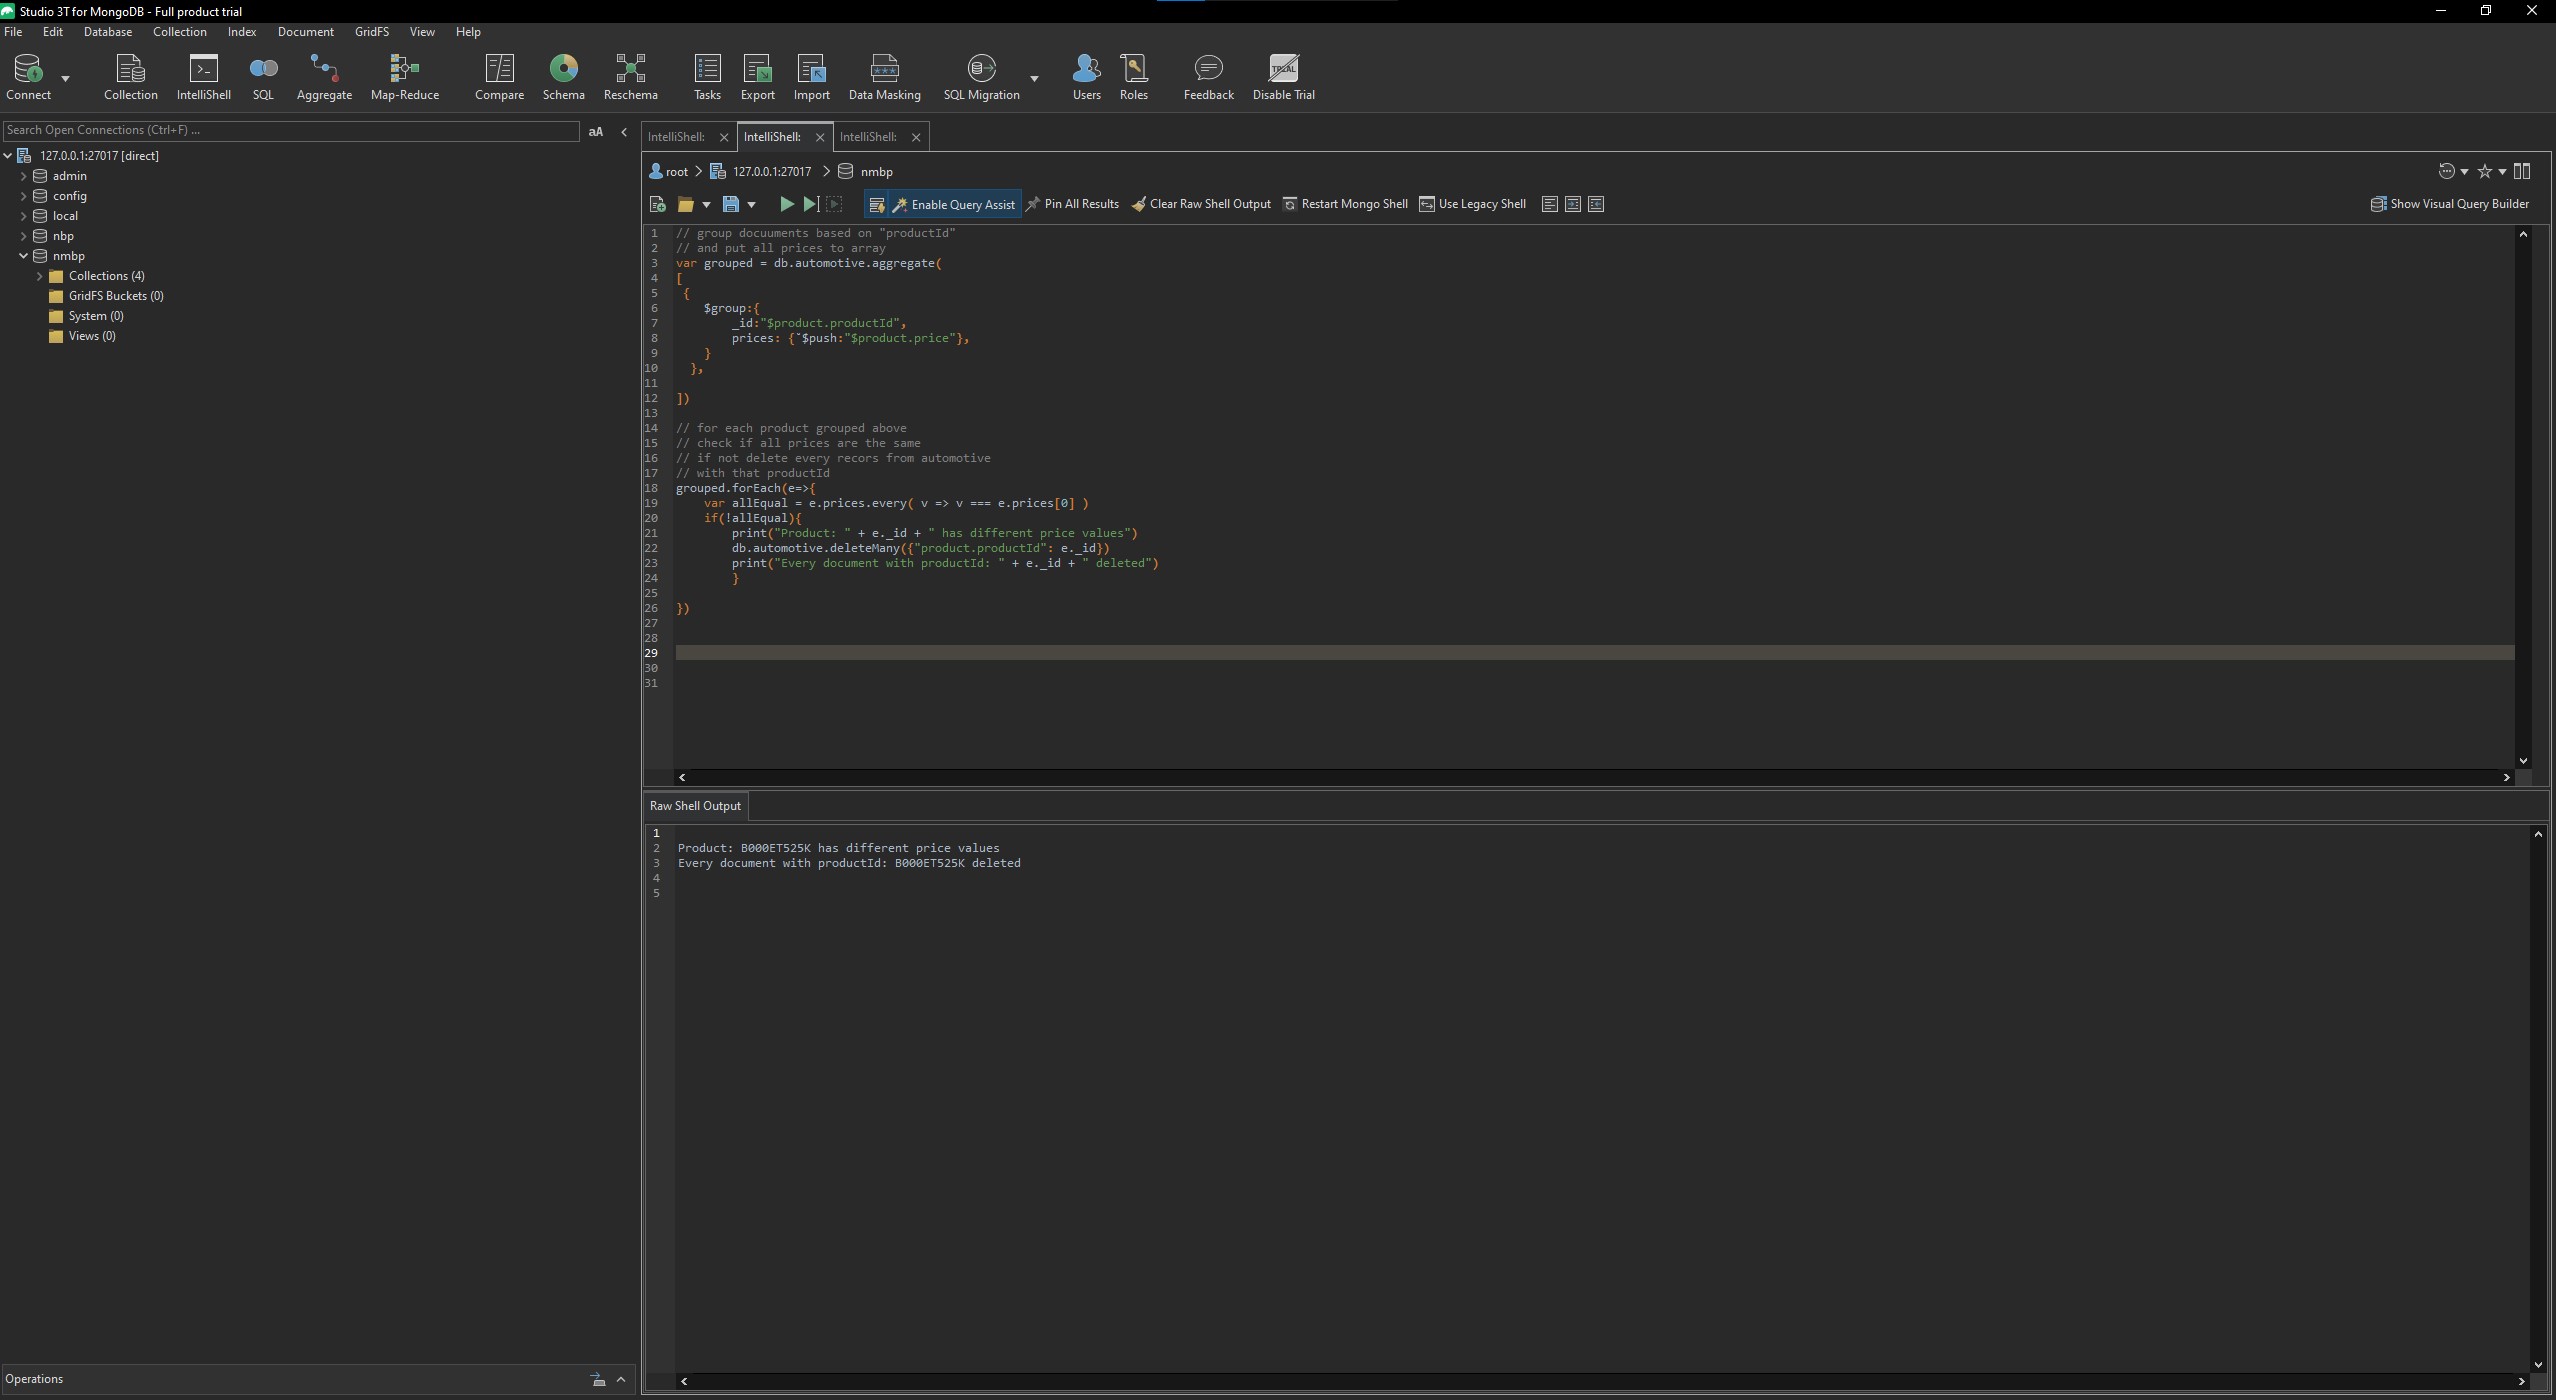 Studio 3T for MongoDB - Full product trial
File Edit Database Collection Index Document GridFS View Help
Connect Collection IntelliShell SQL Aggregate Map-Reduce Compare Schema Reschema Tasks Export Import Data Masking SQL Migration Users Roles Feedback Disable Trial
Search Open Connections (Ctrl+F) ... aA
127.0.0.1:27017 [direct]
admin
config
local
nbp
nmbp
Collections (4)
GridFS Buckets (0)
System (0)
Views (0)
IntelliShell: IntelliShell: IntelliShell:
root 127.0.0.1:27017 nmbp
Enable Query Assist Pin All Results Clear Raw Shell Output Restart Mongo Shell Use Legacy Shell Show Visual Query Builder
1 // group docuuments based on "productId"
2 // and put all prices to array
3 var grouped = db.automotive.aggregate(
4 [
5 {
6 $group:{
7 _id:"$product.productId",
8 prices: {ˇ$push:"$product.price"},
9 }
10 },
11
12 ])
13
14 // for each product grouped above
15 // check if all prices are the same
16 // if not delete every recors from automotive
17 // with that productId
18 grouped.forEach(e=>{
19 var allEqual = e.prices.every( v => v === e.prices[0] )
20 if(!allEqual){
21 print("Product: " + e._id + " has different price values")
22 db.automotive.deleteMany({"product.productId": e._id})
23 print("Every document with productId: " + e._id + " deleted")
24 }
25
26 })
27
28
29
30
31
Raw Shell Output
1
2 Product: B000ET525K has different price values
3 Every document with productId: B000ET525K deleted
4
5
Operations